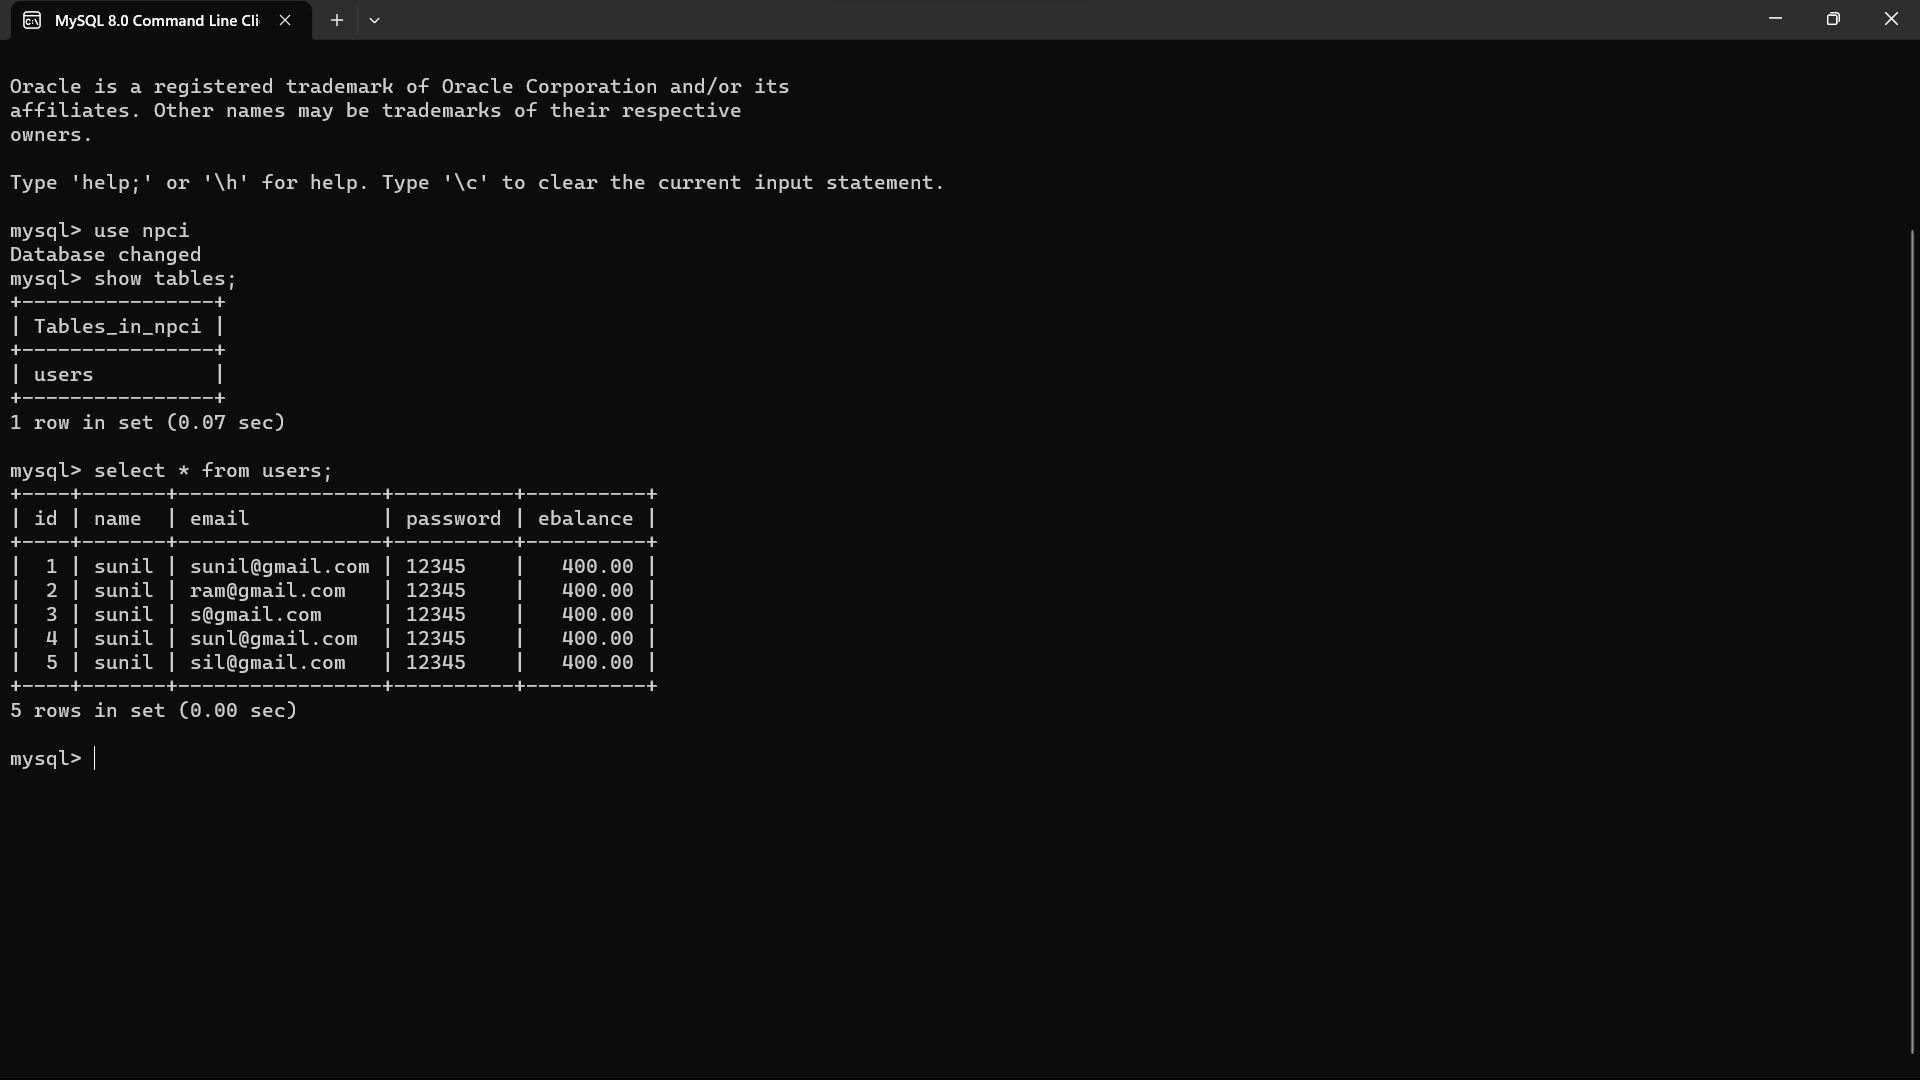 MySQL 8.0 Command Line Cli
Oracle is a registered trademark of Oracle Corporation and/or its
affiliates. Other names may be trademarks of their respective
owners.
Type 'help;' or '\h' for help. Type '\c' to clear the current input statement.
mysql> use npci
Database changed
mysql> show tables;
+----------------+
| Tables_in_npci |
+----------------+
| users          |
+----------------+
1 row in set (0.07 sec)
mysql> select * from users;
+----+-------+-----------------+----------+----------+
| id | name  | email           | password | ebalance |
+----+-------+-----------------+----------+----------+
|  1 | sunil | sunil@gmail.com | 12345    |   400.00 |
|  2 | sunil | ram@gmail.com   | 12345    |   400.00 |
|  3 | sunil | s@gmail.com     | 12345    |   400.00 |
|  4 | sunil | sunl@gmail.com  | 12345    |   400.00 |
|  5 | sunil | sil@gmail.com   | 12345    |   400.00 |
+----+-------+-----------------+----------+----------+
5 rows in set (0.00 sec)
mysql>